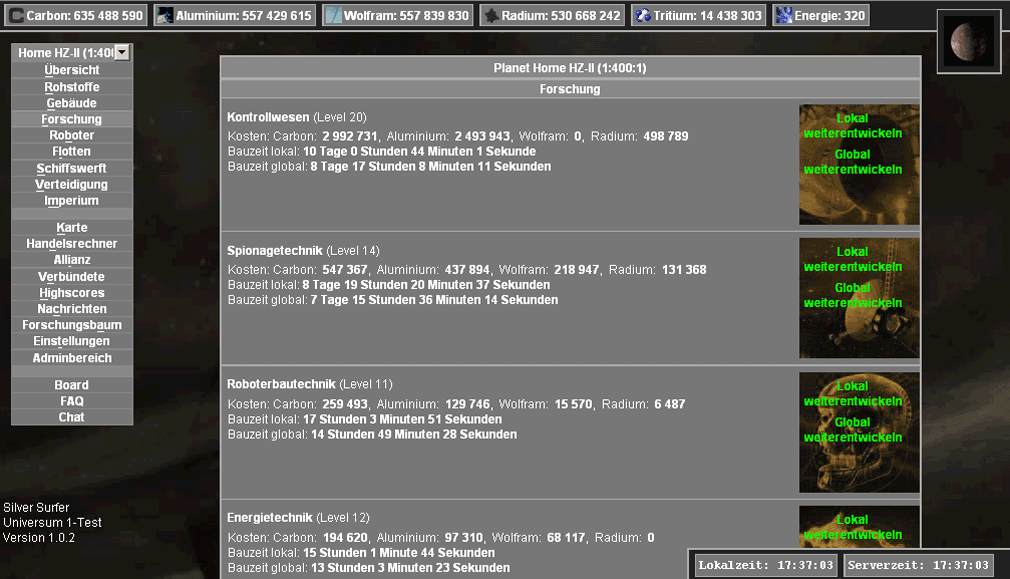 Carbon: 635 488 590 Aluminium: 557 429 615 Wolfram: 557 839 830 Radium: 530 668 242 Tritium: 14 438 303 Energie: 320
Home HZ-II (1:400
Übersicht
Rohstoffe
Gebäude
Forschung
Roboter
Flotten
Schiffswerft
Verteidigung
Imperium
Karte
Handelsrechner
Allianz
Verbündete
Highscores
Nachrichten
Forschungsbaum
Einstellungen
Adminbereich
Board
FAQ
Chat
Silver Surfer
Universum 1-Test
Version 1.0.2
Planet Home HZ-II (1:400:1)
Forschung
Kontrollwesen (Level 20)
Kosten: Carbon: 2 992 731, Aluminium: 2 493 943, Wolfram: 0, Radium: 498 789
Bauzeit lokal: 10 Tage 0 Stunden 44 Minuten 1 Sekunde
Bauzeit global: 8 Tage 17 Stunden 8 Minuten 11 Sekunden
Lokal
weiterentwickeln
Global
weiterentwickeln
Spionagetechnik (Level 14)
Kosten: Carbon: 547 367, Aluminium: 437 894, Wolfram: 218 947, Radium: 131 368
Bauzeit lokal: 8 Tage 19 Stunden 20 Minuten 37 Sekunden
Bauzeit global: 7 Tage 15 Stunden 36 Minuten 14 Sekunden
Lokal
weiterentwickeln
Global
weiterentwickeln
Roboterbautechnik (Level 11)
Kosten: Carbon: 259 493, Aluminium: 129 746, Wolfram: 15 570, Radium: 6 487
Bauzeit lokal: 17 Stunden 3 Minuten 51 Sekunden
Bauzeit global: 14 Stunden 49 Minuten 28 Sekunden
Lokal
weiterentwickeln
Global
weiterentwickeln
Energietechnik (Level 12)
Kosten: Carbon: 194 620, Aluminium: 97 310, Wolfram: 68 117, Radium: 0
Bauzeit lokal: 15 Stunden 1 Minute 44 Sekunden
Bauzeit global: 13 Stunden 3 Minuten 23 Sekunden
Lokal
weiterentwickeln
Lokalzeit: 17:37:03 Serverzeit: 17:37:03